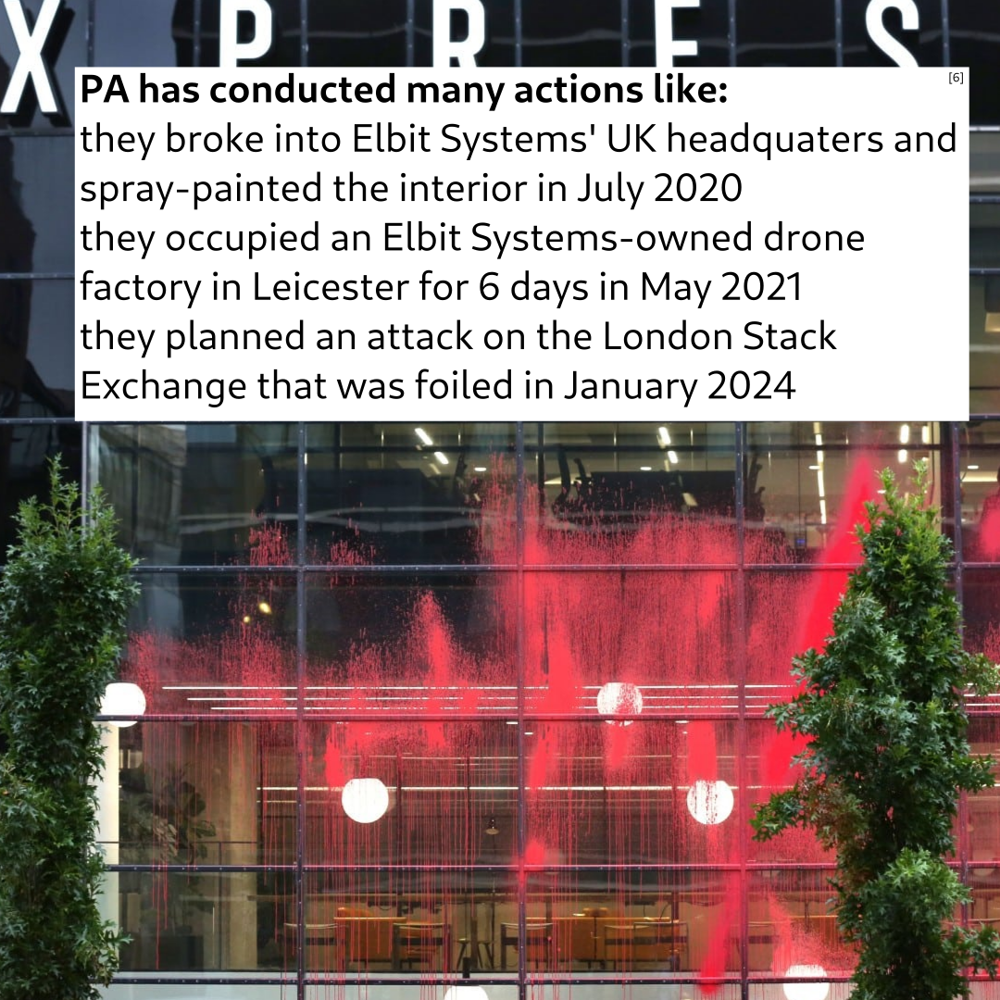 XPRES
PA has conducted many actions like:
[6]
they broke into Elbit Systems' UK headquaters and
spray-painted the interior in July 2020
they occupied an Elbit Systems-owned drone
factory in Leicester for 6 days in May 2021
they planned an attack on the London Stack
Exchange that was foiled in January 2024